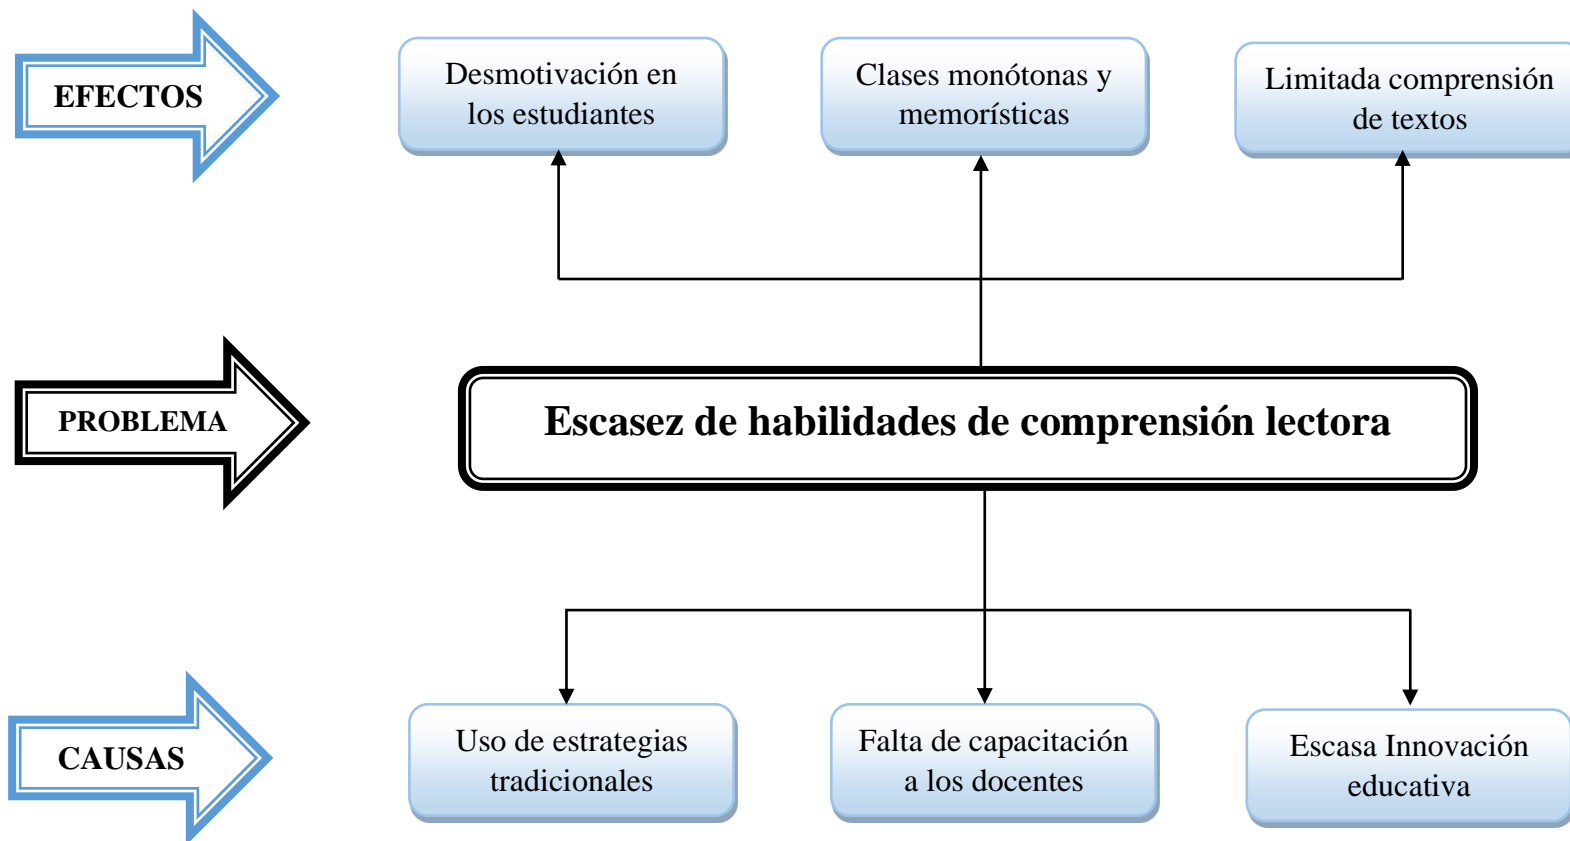 EFECTOS
Desmotivación en
los estudiantes
Clases monótonas y
memorísticas
Limitada comprensión
de textos
PROBLEMA
Escasez de habilidades de comprensión lectora
CAUSAS
Uso de estrategias
tradicionales
Falta de capacitación
a los docentes
Escasa Innovación
educativa